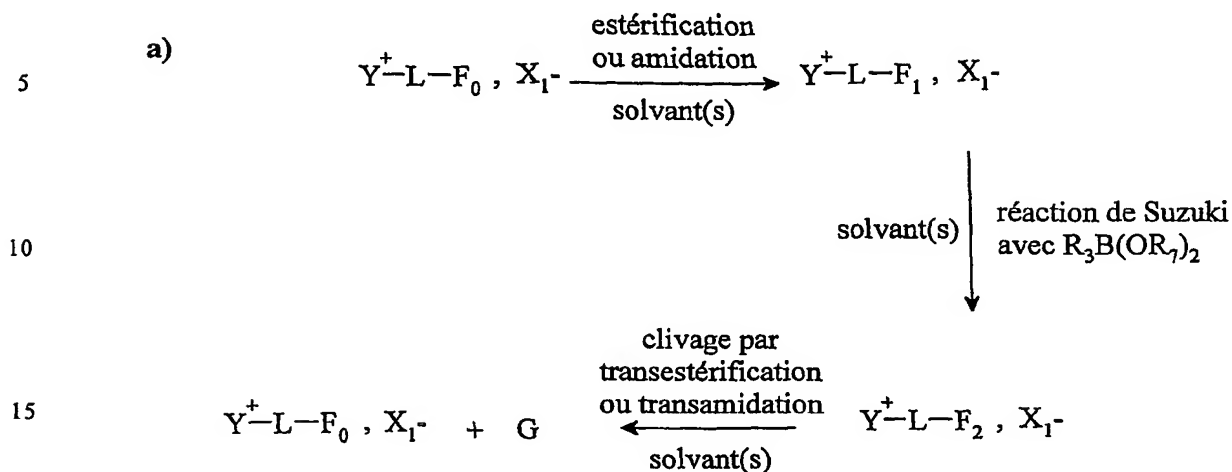 estérification
a) ou amidation
5 Y+—L—F0 , X1- Y+—L—F1 , X1-
solvant(s)
réaction de Suzuki
solvant(s)
10 avec R3B(OR7)2
clivage par
transestérification
ou transamidation
15 Y+—L—F0 , X1- + G Y+—L—F2 , X1-
solvant(s)